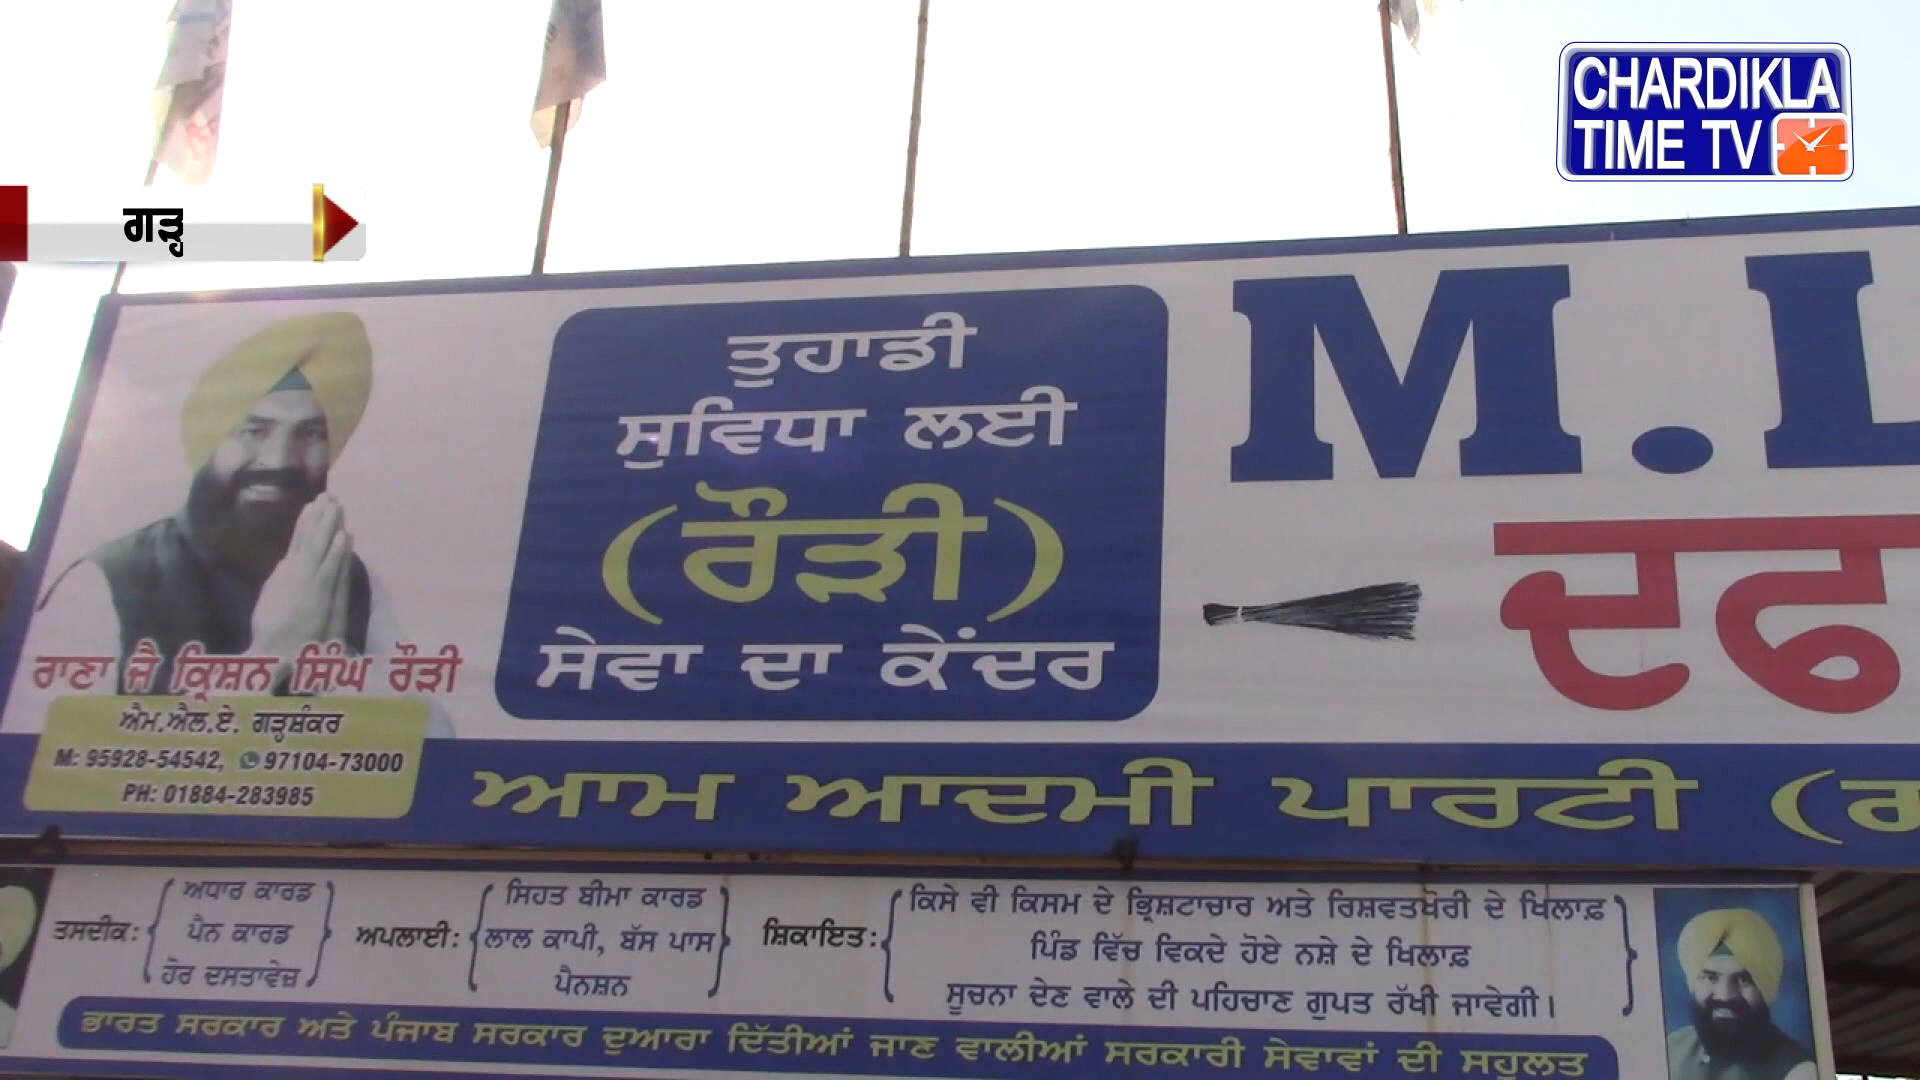 CHARDIKLA
TIME TV
ਗੜ੍ਹ
ਤੁਹਾਡੀ
ਸੁਵਿਧਾ ਲਈ
(ਰੌੜੀ)
ਸੇਵਾ ਦਾ ਕੇਂਦਰ
M.L
ਦਫ
ਰਾਣਾ ਜੈ ਕ੍ਰਿਸ਼ਨ ਸਿੰਘ ਰੌੜੀ
ਐਮ.ਐਲ.ਏ. ਗੜ੍ਹਸ਼ੰਕਰ
M: 95928-54542, 97104-73000
PH: 01884-283985
ਆਮ ਆਦਮੀ ਪਾਰਟੀ (ਗ
ਤਸਦੀਕ: ਅਧਾਰ ਕਾਰਡ
ਪੈਨ ਕਾਰਡ
ਹੋਰ ਦਸਤਾਵੇਜ਼
ਅਪਲਾਈ: ਸਿਹਤ ਬੀਮਾ ਕਾਰਡ
ਲਾਲ ਕਾਪੀ, ਬੱਸ ਪਾਸ
ਪੈਨਸ਼ਨ
ਸ਼ਿਕਾਇਤ: ਕਿਸੇ ਵੀ ਕਿਸਮ ਦੇ ਭ੍ਰਿਸ਼ਟਾਚਾਰ ਅਤੇ ਰਿਸ਼ਵਤਖੋਰੀ ਦੇ ਖਿਲਾਫ਼
ਪਿੰਡ ਵਿੱਚ ਵਿਕਦੇ ਹੋਏ ਨਸ਼ੇ ਦੇ ਖਿਲਾਫ਼
ਸੂਚਨਾ ਦੇਣ ਵਾਲੇ ਦੀ ਪਹਿਚਾਣ ਗੁਪਤ ਰੱਖੀ ਜਾਵੇਗੀ।
ਭਾਰਤ ਸਰਕਾਰ ਅਤੇ ਪੰਜਾਬ ਸਰਕਾਰ ਦੁਆਰਾ ਦਿੱਤੀਆਂ ਜਾਣ ਵਾਲੀਆਂ ਸਰਕਾਰੀ ਸੇਵਾਵਾਂ ਦੀ ਸਹੂਲਤ